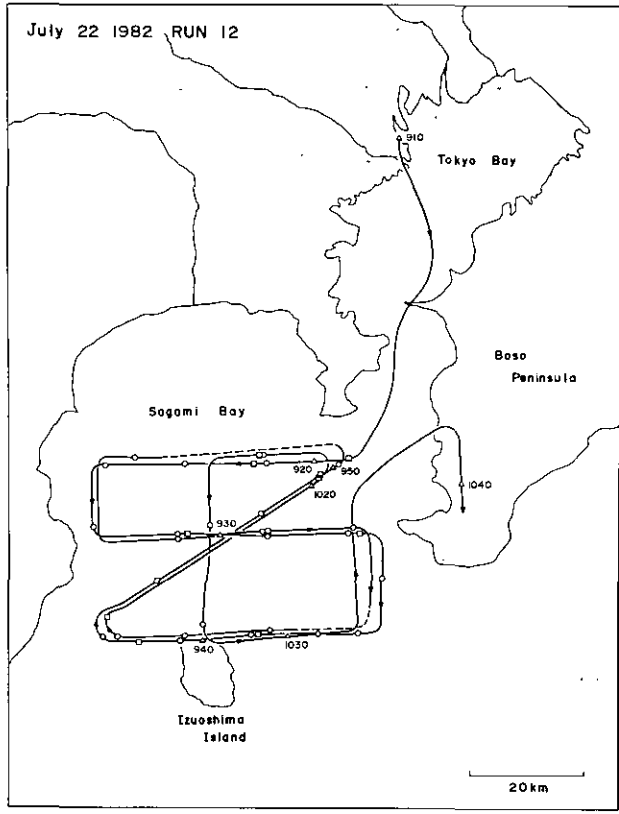 July 22 1982 RUN 12
910
Tokyo Bay
Boso
Peninsula
Sagami Bay
920
950
1020
1040
930
940
1030
Izuoshima
Island
20km